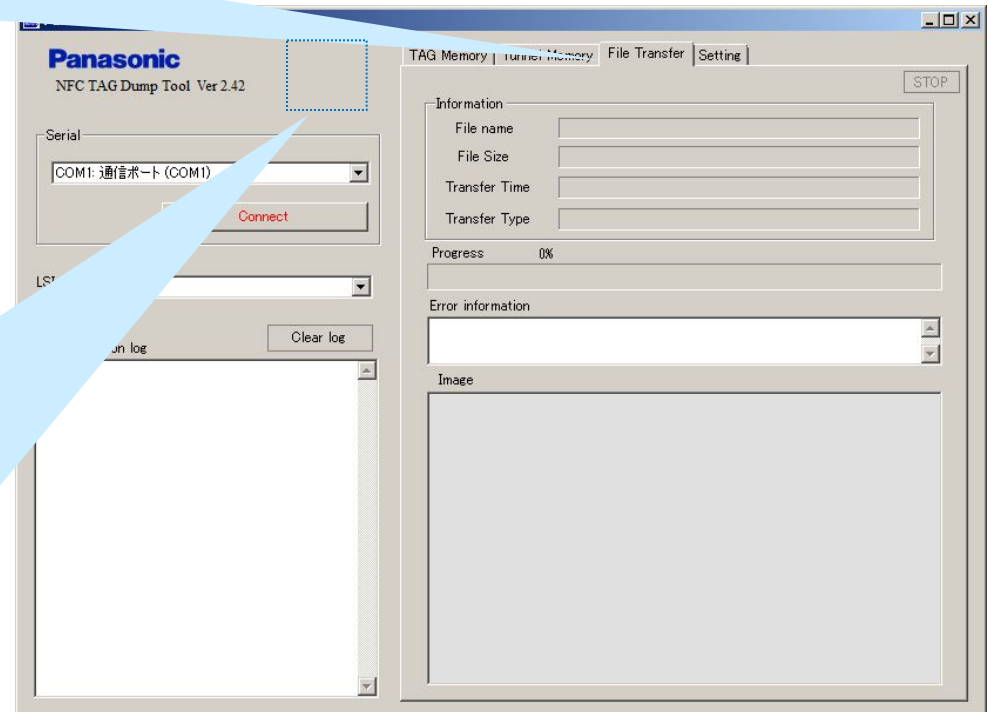 Panasonic
NFC TAG Dump Tool Ver 2.42
Serial
COM1: 通信ポート (COM1)
Connect
Clear log
log
TAG Memory
Memory
File Transfer
Setting
STOP
Information
File name
File Size
Transfer Time
Transfer Type
Progress 0%
Error information
Image